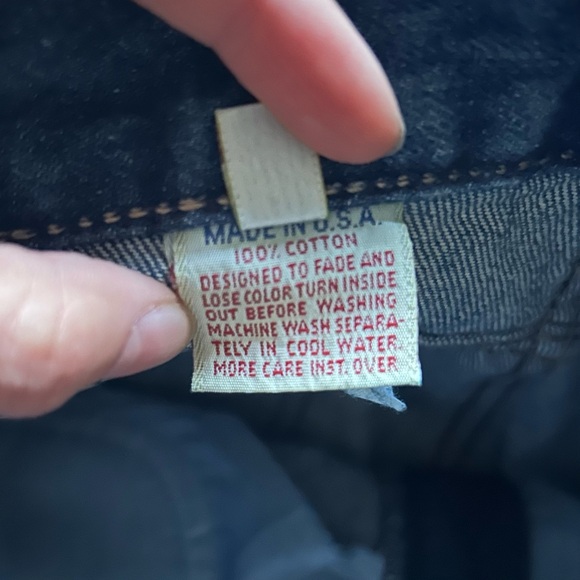 MADE IN U.S.A.
100% COTTON
DESIGNED TO FADE AND
LOSE COLOR TURN INSIDE
OUT BEFORE WASHING
MACHINE WASH SEPARA-
TELY IN COOL WATER.
MORE CARE INST. OVER